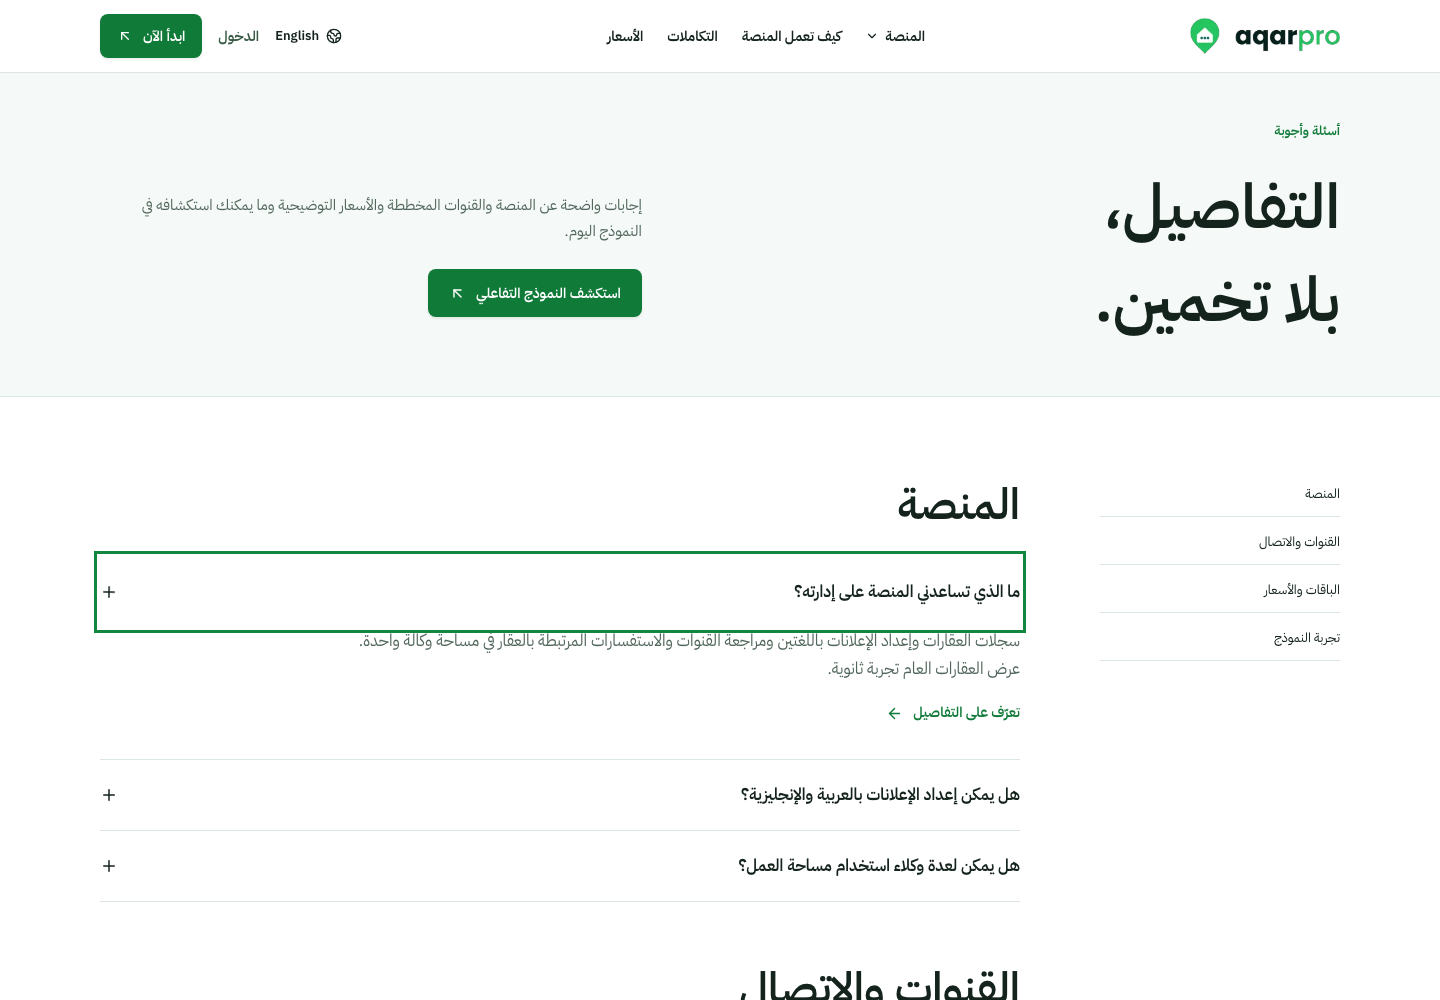 aqarpro
المنصة
كيف تعمل المنصة
التكاملات
الأسعار
English
الدخول
ابدأ الآن
أسئلة وأجوبة
التفاصيل،
بلا تخمين.
إجابات واضحة عن المنصة والقنوات المخططة والأسعار التوضيحية وما يمكنك استكشافه في
النموذج اليوم.
استكشف النموذج التفاعلي
المنصة
القنوات والاتصال
الباقات والأسعار
تجربة النموذج
المنصة
ما الذي تساعدني المنصة على إدارته؟
سجلات العقارات وإعداد الإعلانات باللغتين ومراجعة القنوات والاستفسارات المرتبطة بالعقار في مساحة وكالة واحدة.
عرض العقارات العام تجربة ثانوية.
تعرّف على التفاصيل
هل يمكن إعداد الإعلانات بالعربية والإنجليزية؟
هل يمكن لعدة وكلاء استخدام مساحة العمل؟
القنوات والاتصال